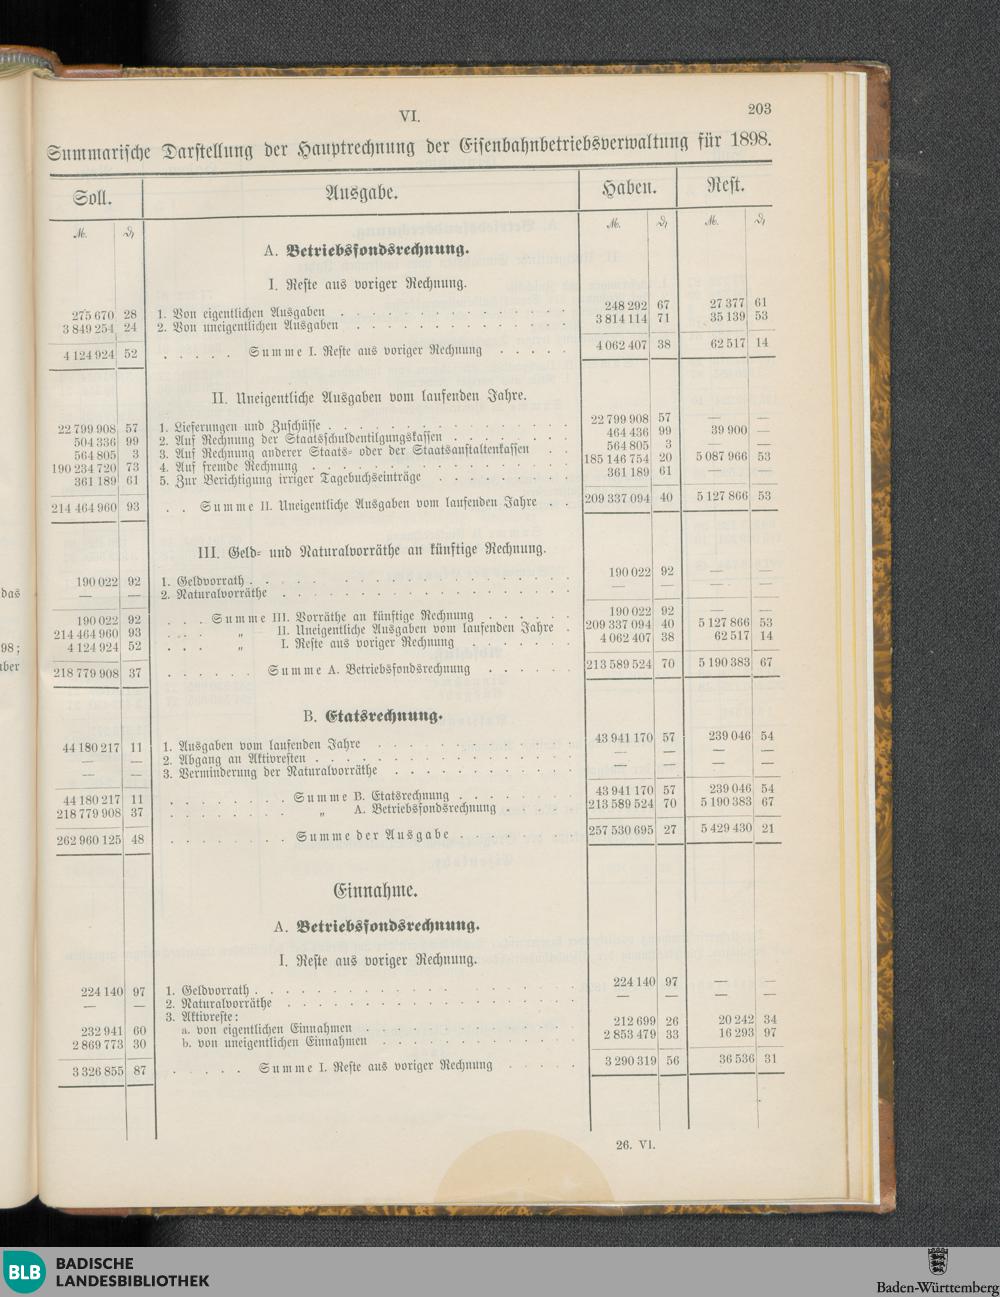 203
VI.
Summarische Darstellung der Hauptrechnung der Eisenbahnbetriebsverwaltung für 1898.
Soll. Ausgabe. Haben. Rest.
ℳ. ₰ ℳ. ₰ ℳ. ₰
A. Betriebsfondsrechnung.
I. Reste aus voriger Rechnung.
275 670 28 1. Von eigentlichen Ausgaben 248 292 67 27 377 61
3 849 254 24 2. Von uneigentlichen Ausgaben 3 814 114 71 35 139 53
4 124 924 52 Summe I. Reste aus voriger Rechnung 4 062 407 38 62 517 14
II. Uneigentliche Ausgaben vom laufenden Jahre.
22 799 908 57 1. Lieferungen und Zuschüsse 22 799 908 57 — —
504 336 99 2. Auf Rechnung der Staatsschuldentilgungskassen 464 436 99 39 900 —
564 805 3 3. Auf Rechnung anderer Staats- oder der Staatsanstaltenkassen 564 805 3 — —
190 234 720 73 4. Auf fremde Rechnung 185 146 754 20 5 087 966 53
361 189 61 5. Zur Berichtigung irriger Tagebuchseinträge 361 189 61 — —
214 464 960 93 Summe II. Uneigentliche Ausgaben vom laufenden Jahre 209 337 094 40 5 127 866 53
III. Geld- und Naturalvorräthe an künftige Rechnung.
190 022 92 1. Geldvorrath 190 022 92 — —
— — 2. Naturalvorräthe — — — —
190 022 92 Summe III. Vorräthe an künftige Rechnung 190 022 92 — —
214 464 960 93 „ II. Uneigentliche Ausgaben vom laufenden Jahre 209 337 094 40 5 127 866 53
4 124 924 52 „ I. Reste aus voriger Rechnung 4 062 407 38 62 517 14
218 779 908 37 Summe A. Betriebsfondsrechnung 213 589 524 70 5 190 383 67
B. Etatsrechnung.
44 180 217 11 1. Ausgaben vom laufenden Jahre 43 941 170 57 239 046 54
— — 2. Abgang an Aktivresten — — — —
— — 3. Verminderung der Naturalvorräthe — — — —
44 180 217 11 Summe B. Etatsrechnung 43 941 170 57 239 046 54
218 779 908 37 „ A. Betriebsfondsrechnung 213 589 524 70 5 190 383 67
262 960 125 48 Summe der Ausgabe 257 530 695 27 5 429 430 21
Einnahme.
A. Betriebsfondsrechnung.
I. Reste aus voriger Rechnung.
224 140 97 1. Geldvorrath 224 140 97 — —
— — 2. Naturalvorräthe — — — —
3. Aktivreste:
232 941 60 a. von eigentlichen Einnahmen 212 699 26 20 242 34
2 869 773 30 b. von uneigentlichen Einnahmen 2 853 479 33 16 293 97
3 326 855 87 Summe I. Reste aus voriger Rechnung 3 290 319 56 36 536 31
26. VI.
das
98;
BLB BADISCHE
LANDESBIBLIOTHEK
Baden-Württemberg